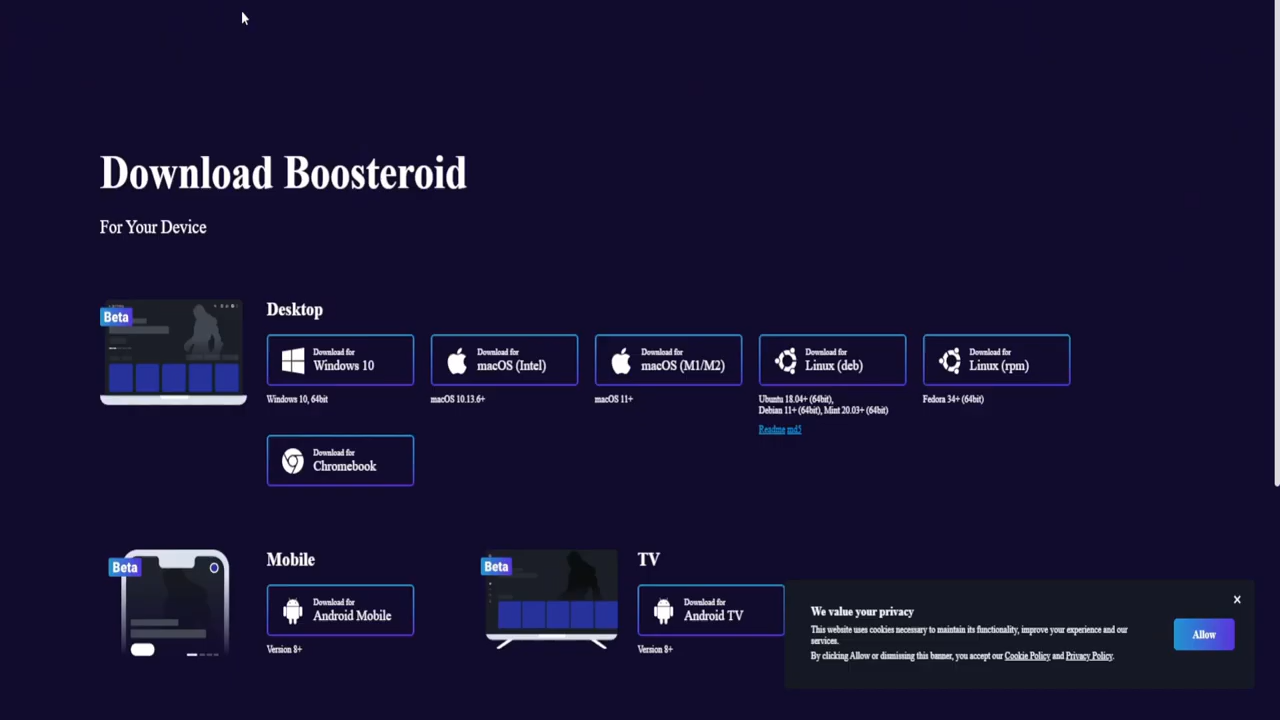 Download Boosteroid
For Your Device
Beta
Desktop
Download for
Windows 10
Windows 10, 64bit
Download for
macOS (Intel)
macOS 10.13.6+
Download for
macOS (M1/M2)
macOS 11+
Download for
Linux (deb)
Ubuntu 18.04+ (64bit),
Debian 11+ (64bit), Mint 20.03+ (64bit)
Readme md5
Download for
Linux (rpm)
Fedora 34+ (64bit)
Download for
Chromebook
Beta
Mobile
Download for
Android Mobile
Version 8+
Beta
TV
Download for
Android TV
Version 8+
We value your privacy
This website uses cookies necessary to maintain its functionality, improve your experience and our
services.
By clicking Allow or dismissing this banner, you accept our Cookie Policy and Privacy Policy.
Allow